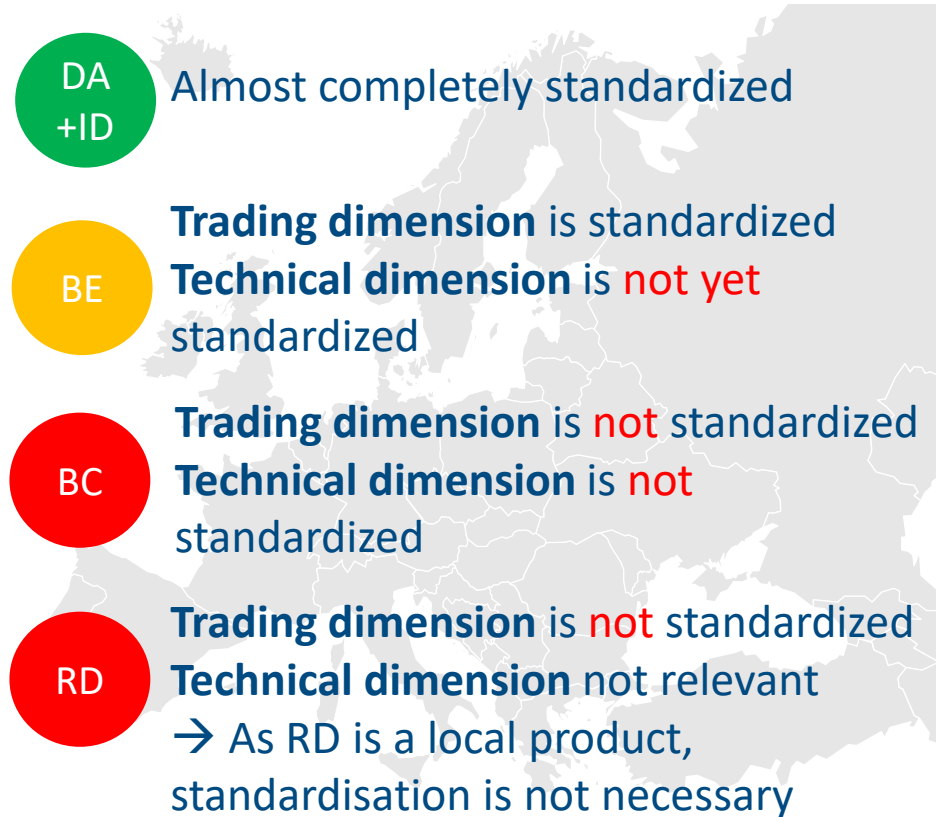 DA
+ID
Almost completely standardized
BE
Trading dimension is standardized
Technical dimension is not yet
standardized
BC
Trading dimension is not standardized
Technical dimension is not
standardized
RD
Trading dimension is not standardized
Technical dimension not relevant
→ As RD is a local product,
standardisation is not necessary